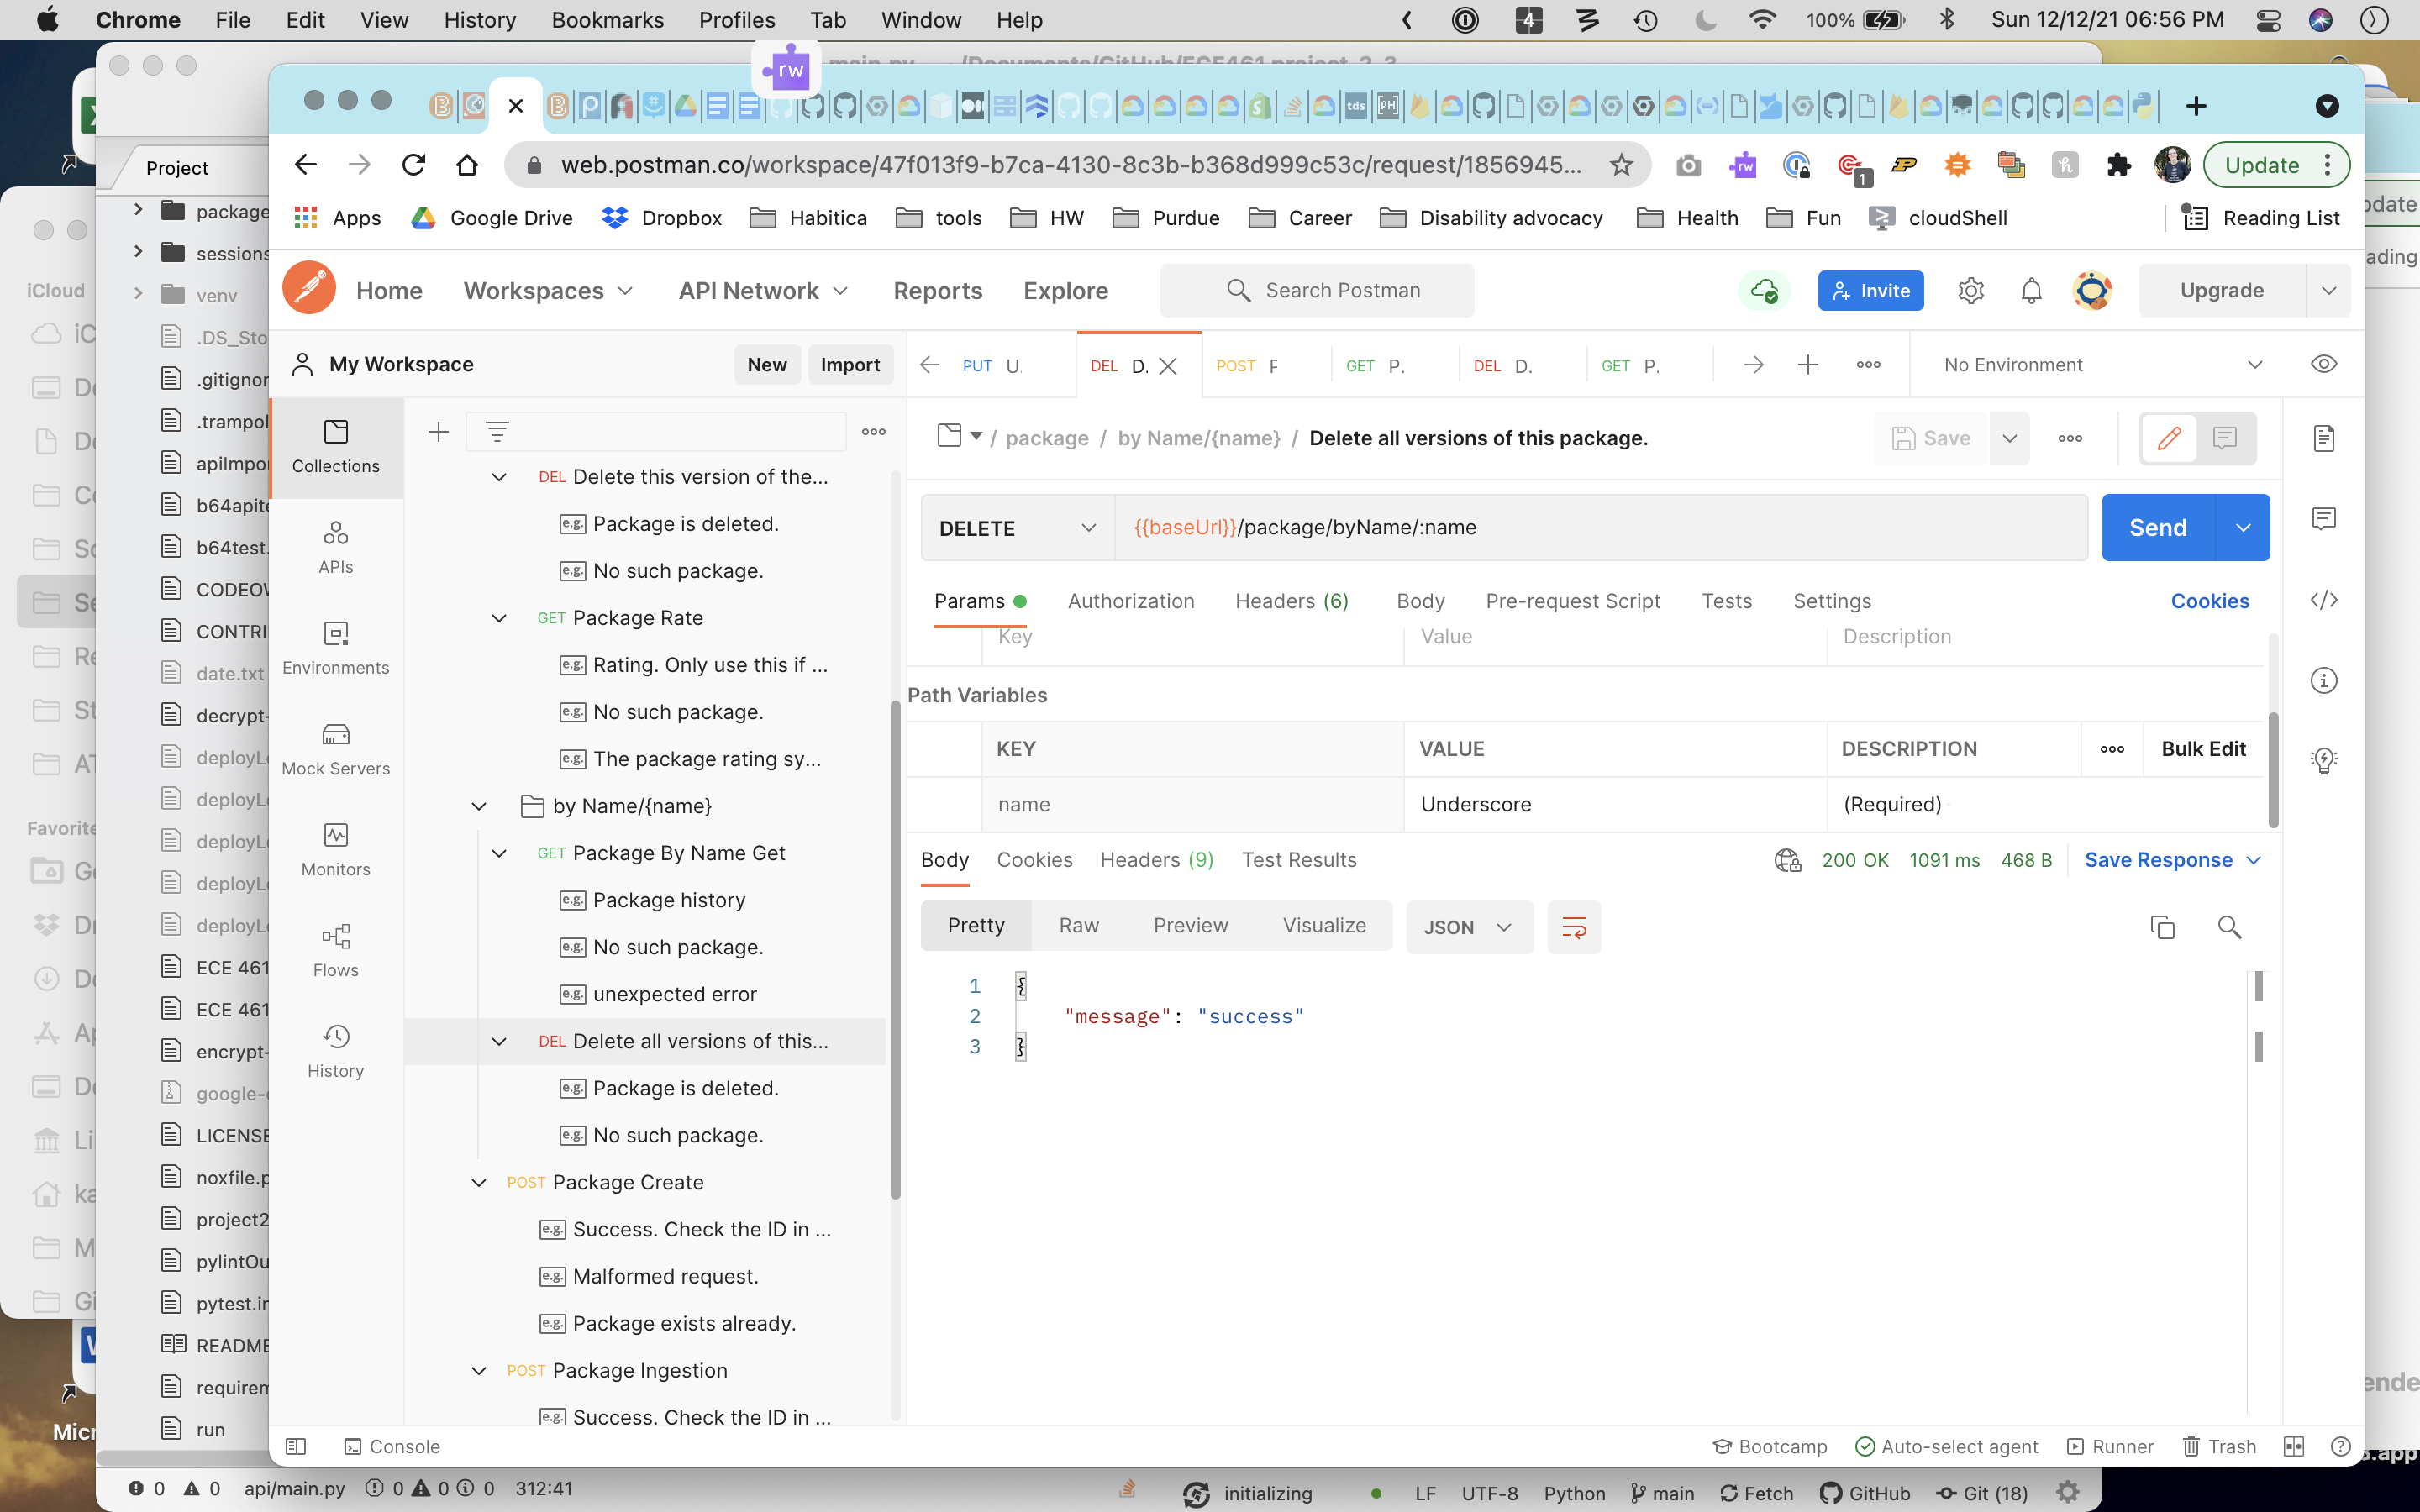 Chrome File Edit View History Bookmarks Profiles Tab Window Help 4 100% Sun 12/12/21 06:56 PM
rw
Project
web.postman.co/workspace/47f013f9-b7ca-4130-8c3b-b368d999c53c/request/1856945... rw 1 Update
Apps Google Drive Dropbox Habitica tools HW Purdue Career Disability advocacy Health Fun cloudShell Reading List
Home Workspaces API Network Reports Explore Search Postman Invite Upgrade
My Workspace New Import PUT U. DEL D. POST F GET P. DEL D. GET P. No Environment
Collections
APIs
Environments
Mock Servers
Monitors
Flows
History
DEL Delete this version of the...
e.g. Package is deleted.
e.g. No such package.
GET Package Rate
e.g. Rating. Only use this if ...
e.g. No such package.
e.g. The package rating sy...
by Name/{name}
GET Package By Name Get
e.g. Package history
e.g. No such package.
e.g. unexpected error
DEL Delete all versions of this...
e.g. Package is deleted.
e.g. No such package.
POST Package Create
e.g. Success. Check the ID in ...
e.g. Malformed request.
e.g. Package exists already.
POST Package Ingestion
e.g. Success. Check the ID in ...
/ package / by Name/{name} / Delete all versions of this package. Save
DELETE {{baseUrl}}/package/byName/:name Send
Params Authorization Headers (6) Body Pre-request Script Tests Settings Cookies
Key Value Description
Path Variables
KEY VALUE DESCRIPTION Bulk Edit
name Underscore (Required)
Body Cookies Headers (9) Test Results 200 OK 1091 ms 468 B Save Response
Pretty Raw Preview Visualize JSON
1 {
2 "message": "success"
3 }
Console Bootcamp Auto-select agent Runner Trash
package
sessions
venv
.DS_Sto
.gitignor
.trampol
apiImpo
b64apite
b64test.
CODEOW
CONTRI
date.txt
decrypt-
deployLo
deployLo
deployLo
deployLo
deployLo
ECE 461
ECE 461
encrypt-
google-c
LICENSE
noxfile.p
project2
pylintOu
pytest.in
README
requirem
run
iCloud
Favorite
0 0 api/main.py 0 0 0 312:41 initializing LF UTF-8 Python main Fetch GitHub Git (18)